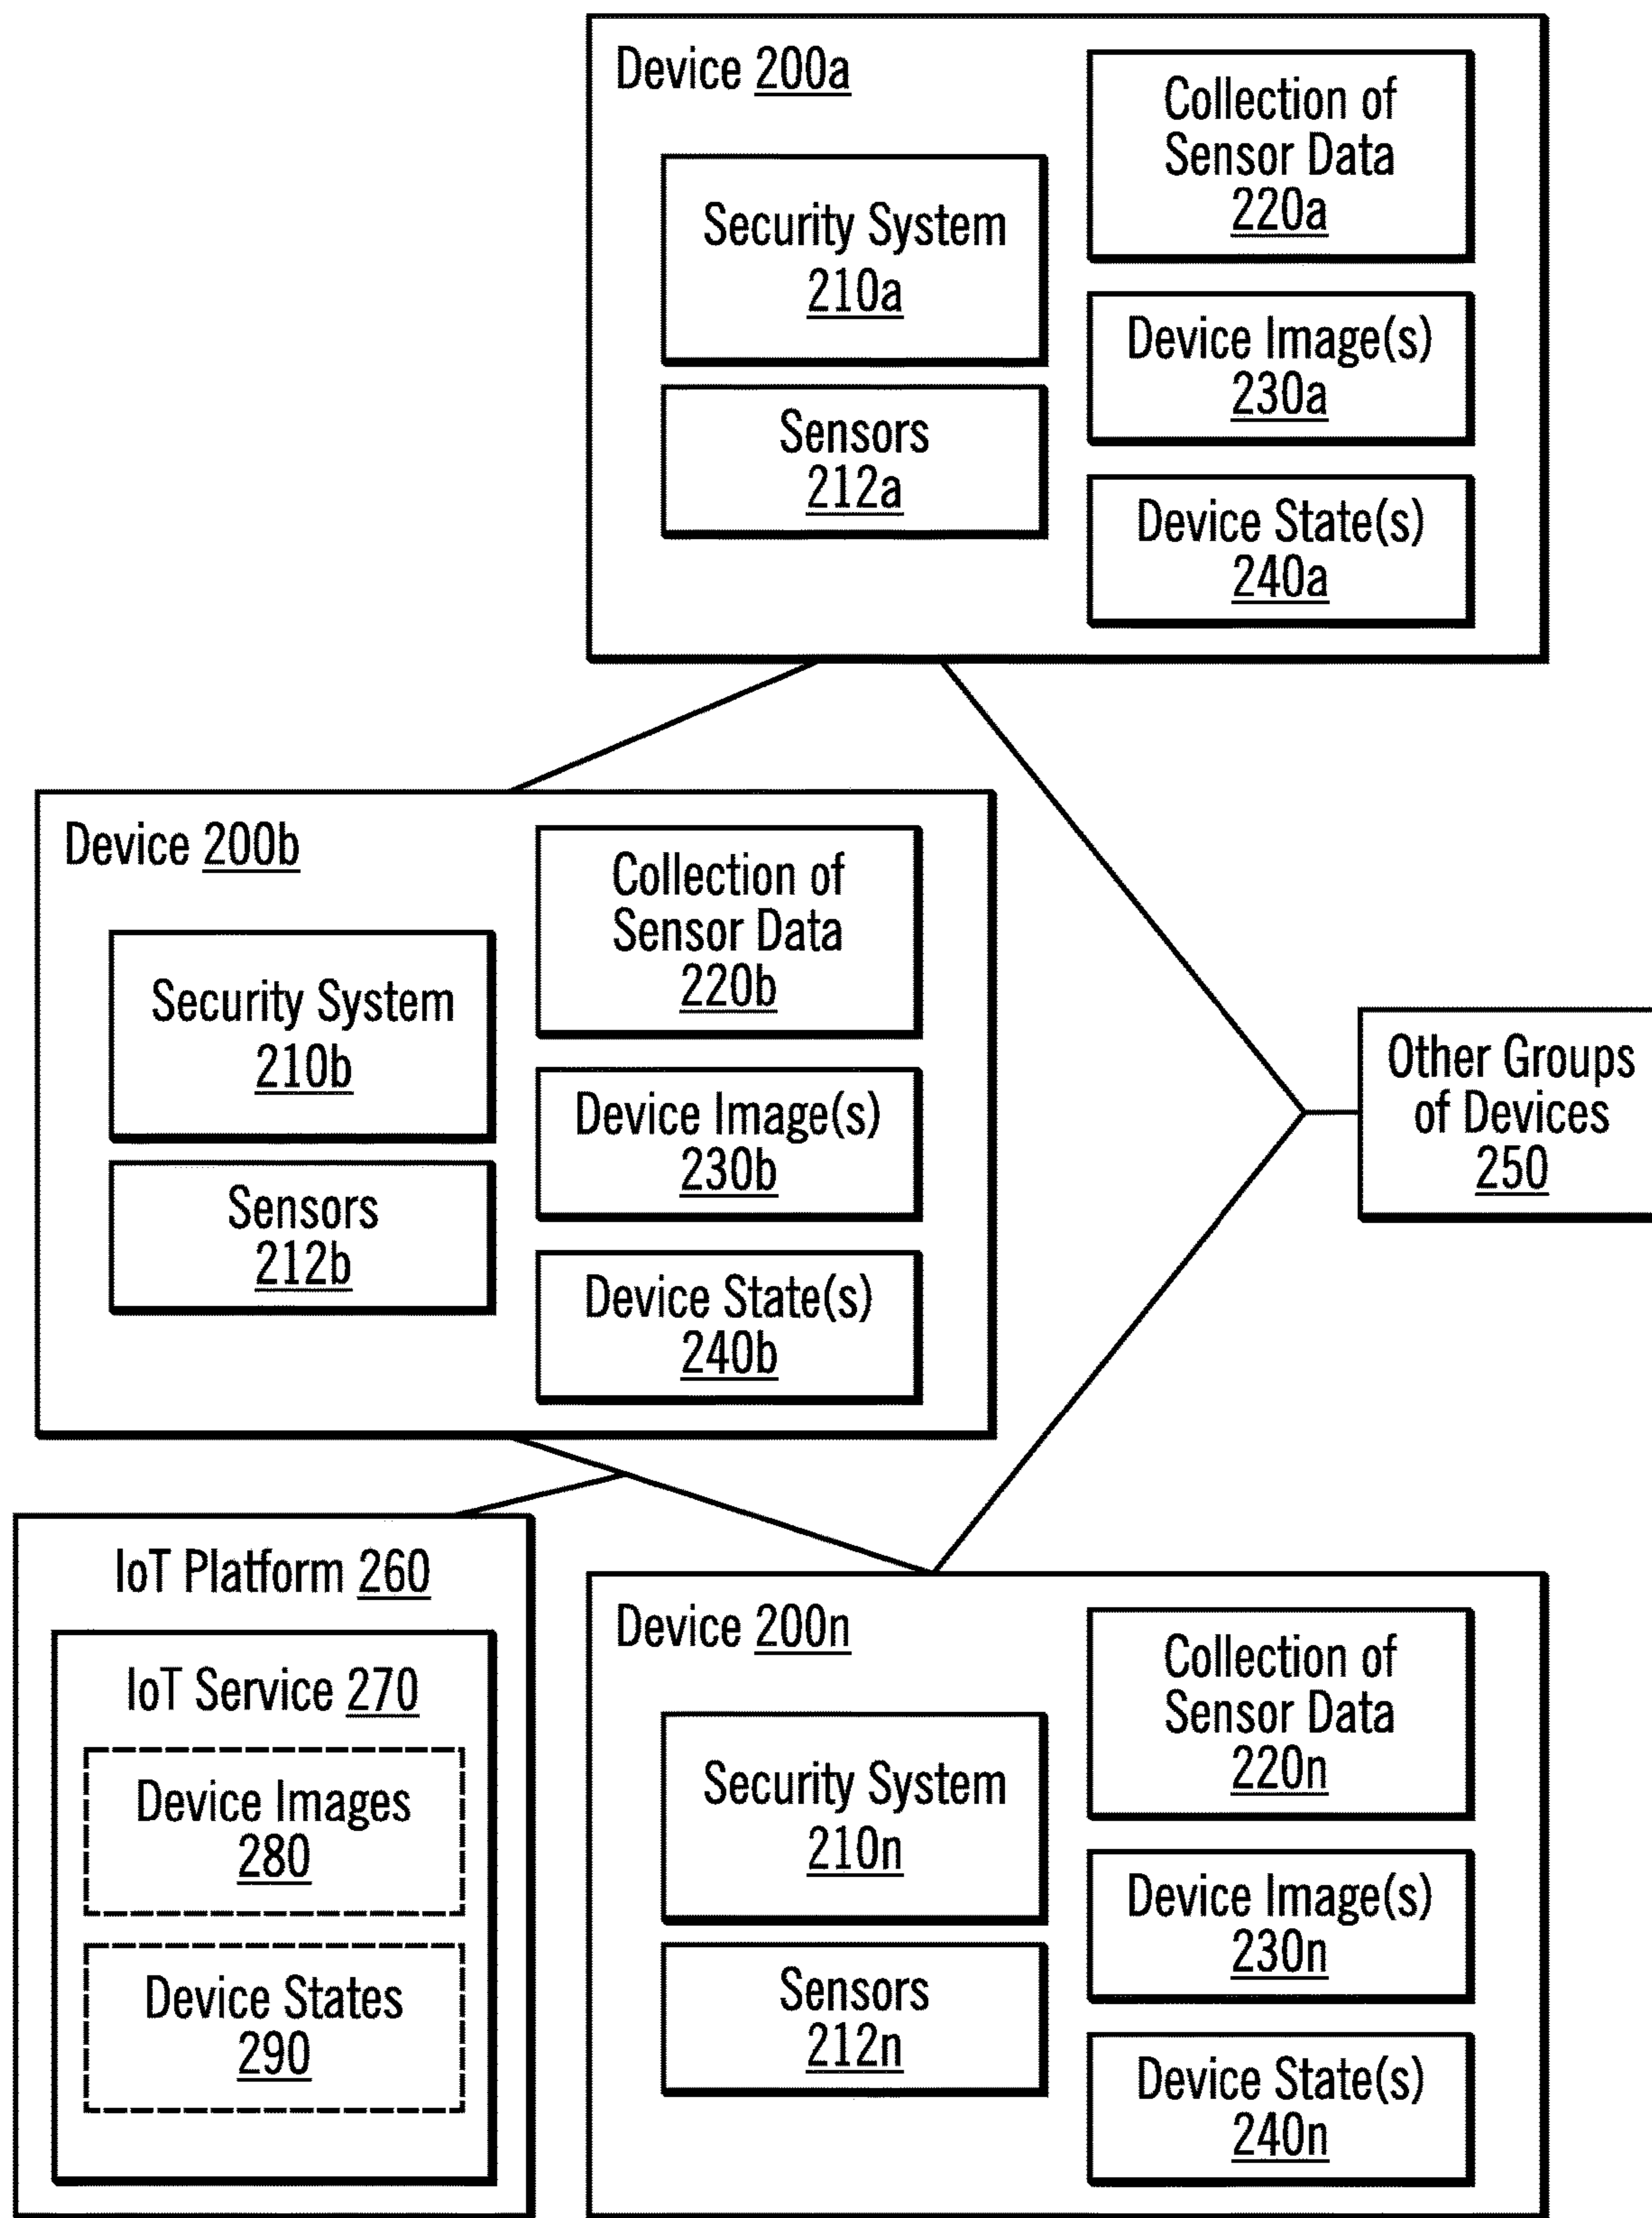 Device 200a
Security System
210a
Sensors
212a
Collection of
Sensor Data
220a
Device Image(s)
230a
Device State(s)
240a
Device 200b
Security System
210b
Sensors
212b
Collection of
Sensor Data
220b
Device Image(s)
230b
Device State(s)
240b
Other Groups
of Devices
250
IoT Platform 260
IoT Service 270
Device Images
280
Device States
290
Device 200n
Security System
210n
Sensors
212n
Collection of
Sensor Data
220n
Device Image(s)
230n
Device State(s)
240n